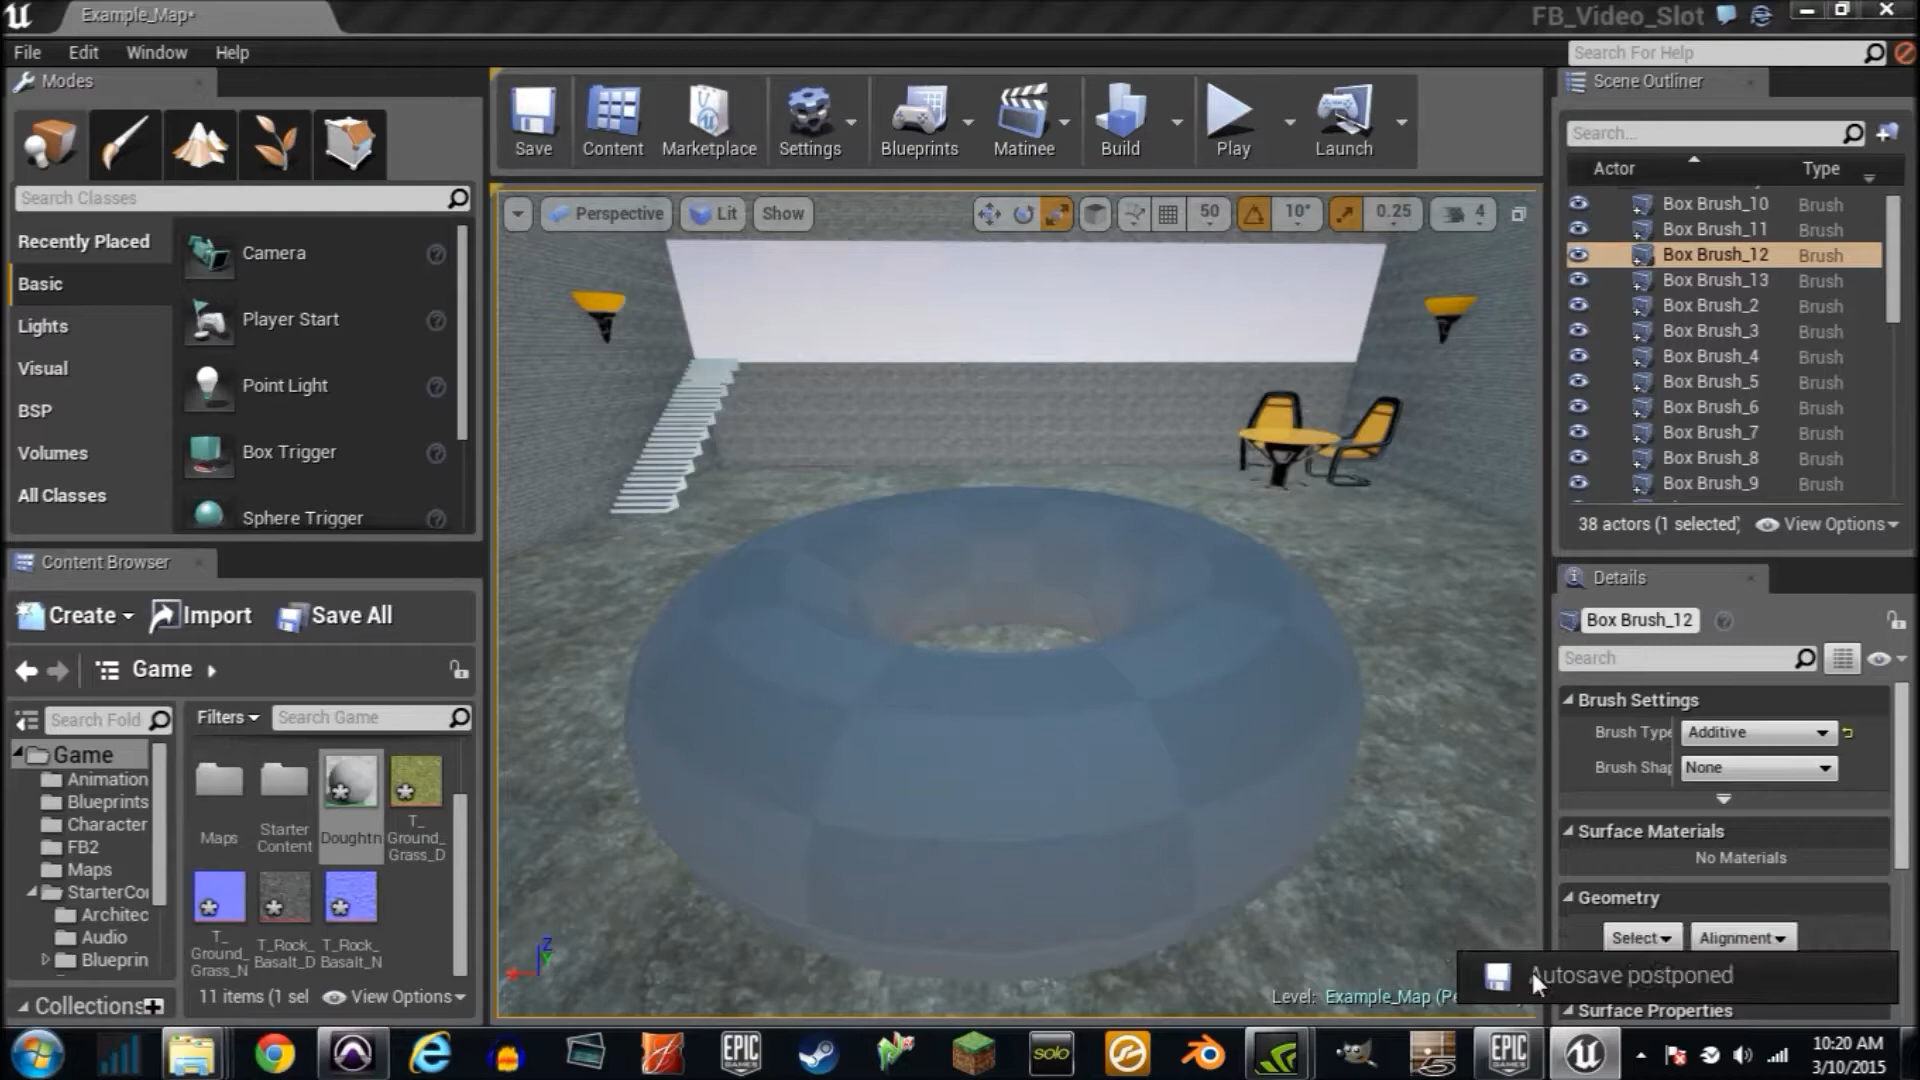 Example_Map*
FB_Video_Slot
File Edit Window Help
Search For Help
Modes
Search Classes
Recently Placed
Basic
Lights
Visual
BSP
Volumes
All Classes
Camera
Player Start
Point Light
Box Trigger
Sphere Trigger
Save Content Marketplace Settings Blueprints Matinee Build Play Launch
Perspective Lit Show 50 10° 0.25 4
Scene Outliner
Search...
Actor Type
Box Brush_10 Brush
Box Brush_11 Brush
Box Brush_12 Brush
Box Brush_13 Brush
Box Brush_2 Brush
Box Brush_3 Brush
Box Brush_4 Brush
Box Brush_5 Brush
Box Brush_6 Brush
Box Brush_7 Brush
Box Brush_8 Brush
Box Brush_9 Brush
38 actors (1 selected) View Options
Content Browser
Create Import Save All
Game
Search Fold
Game
Animation
Blueprints
Character
FB2
Maps
StarterCo
Architec
Audio
Blueprin
Collections
Filters Search Game
Maps
Starter
Content
Doughtn
T_
Ground_
Grass_D
T_
Ground_
Grass_N
T_Rock_
Basalt_D
T_Rock_
Basalt_N
11 items (1 sel View Options
Z
Y
Level: Example_Map (Pe
Details
Box Brush_12
Search
Brush Settings
Brush Type Additive
Brush Shap None
Surface Materials
No Materials
Geometry
Select Alignment
Autosave postponed
Surface Properties
EPIC
GAMES
solo
5
EPIC
GAMES
10:20 AM
3/10/2015